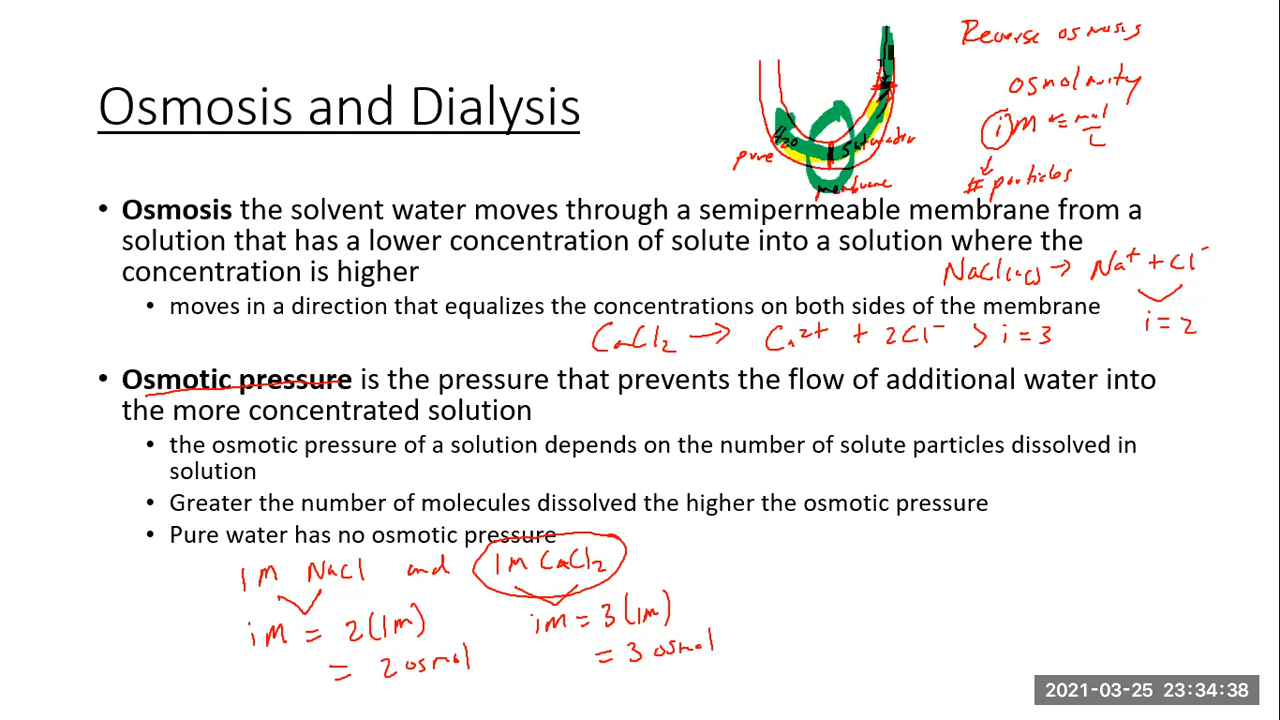 Osmosis and Dialysis
Reverse osmosis
osmolarity
iM = mol/L
# particles
H2O
pure
Saltwater
membrane
• Osmosis the solvent water moves through a semipermeable membrane from a
solution that has a lower concentration of solute into a solution where the
concentration is higher
NaCl(aq) → Na⁺ + Cl⁻
• moves in a direction that equalizes the concentrations on both sides of the membrane
i = 2
CaCl2 → Ca²⁺ + 2Cl⁻ > i = 3
• Osmotic pressure is the pressure that prevents the flow of additional water into
the more concentrated solution
• the osmotic pressure of a solution depends on the number of solute particles dissolved in
solution
• Greater the number of molecules dissolved the higher the osmotic pressure
• Pure water has no osmotic pressure
1M NaCl and 1M CaCl2
iM = 2(1M)
= 2 osmol
iM = 3(1M)
= 3 osmol
2021-03-25 23:34:38